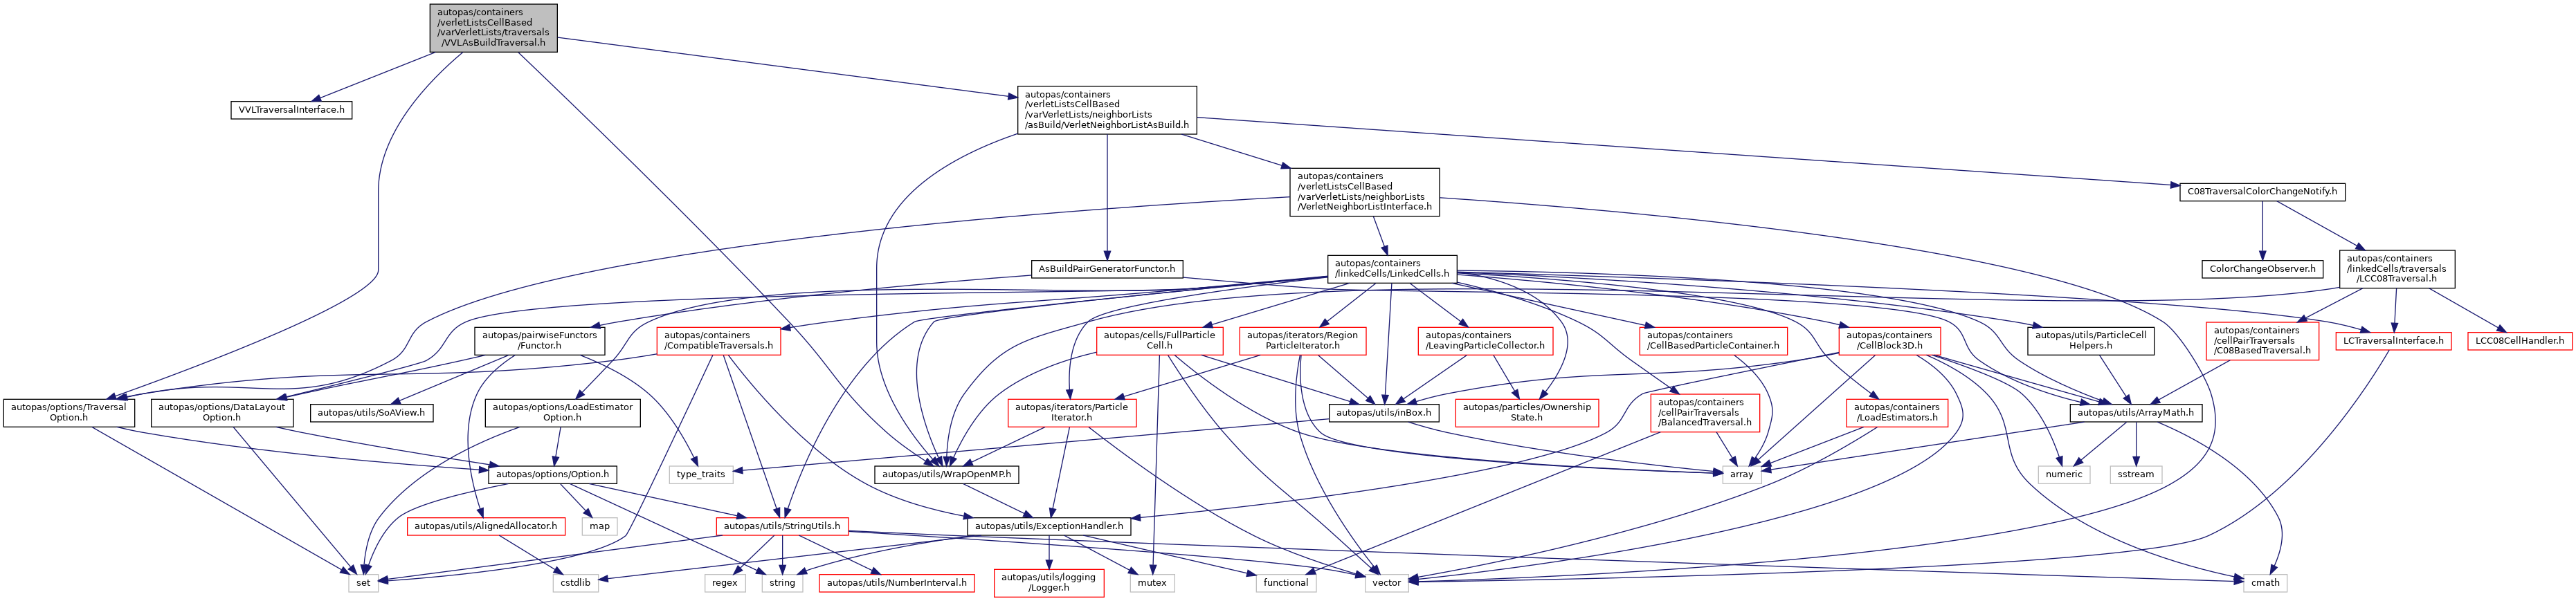 autopas/containers
/verletListsCellBased
/varVerletLists/traversals
/VVLAsBuildTraversal.h
VVLTraversalInterface.h
autopas/containers
/verletListsCellBased
/varVerletLists/neighborLists
/asBuild/VerletNeighborListAsBuild.h
autopas/containers
/verletListsCellBased
/varVerletLists/neighborLists
/VerletNeighborListInterface.h
C08TraversalColorChangeNotify.h
AsBuildPairGeneratorFunctor.h
autopas/containers
/linkedCells/LinkedCells.h
ColorChangeObserver.h
autopas/containers
/linkedCells/traversals
/LCC08Traversal.h
autopas/pairwiseFunctors
/Functor.h
autopas/containers
/CompatibleTraversals.h
autopas/cells/FullParticle
Cell.h
autopas/iterators/Region
ParticleIterator.h
autopas/containers
/LeavingParticleCollector.h
autopas/containers
/CellBasedParticleContainer.h
autopas/containers
/CellBlock3D.h
autopas/utils/ParticleCell
Helpers.h
autopas/containers
/cellPairTraversals
/C08BasedTraversal.h
LCTraversalInterface.h
LCC08CellHandler.h
autopas/options/Traversal
Option.h
autopas/options/DataLayout
Option.h
autopas/utils/SoAView.h
autopas/options/LoadEstimator
Option.h
autopas/iterators/Particle
Iterator.h
autopas/utils/inBox.h
autopas/particles/Ownership
State.h
autopas/containers
/cellPairTraversals
/BalancedTraversal.h
autopas/containers
/LoadEstimators.h
autopas/utils/ArrayMath.h
autopas/options/Option.h
type_traits
autopas/utils/WrapOpenMP.h
array
numeric
sstream
autopas/utils/AlignedAllocator.h
map
autopas/utils/StringUtils.h
autopas/utils/ExceptionHandler.h
set
cstdlib
regex
string
autopas/utils/NumberInterval.h
autopas/utils/logging
/Logger.h
mutex
functional
vector
cmath